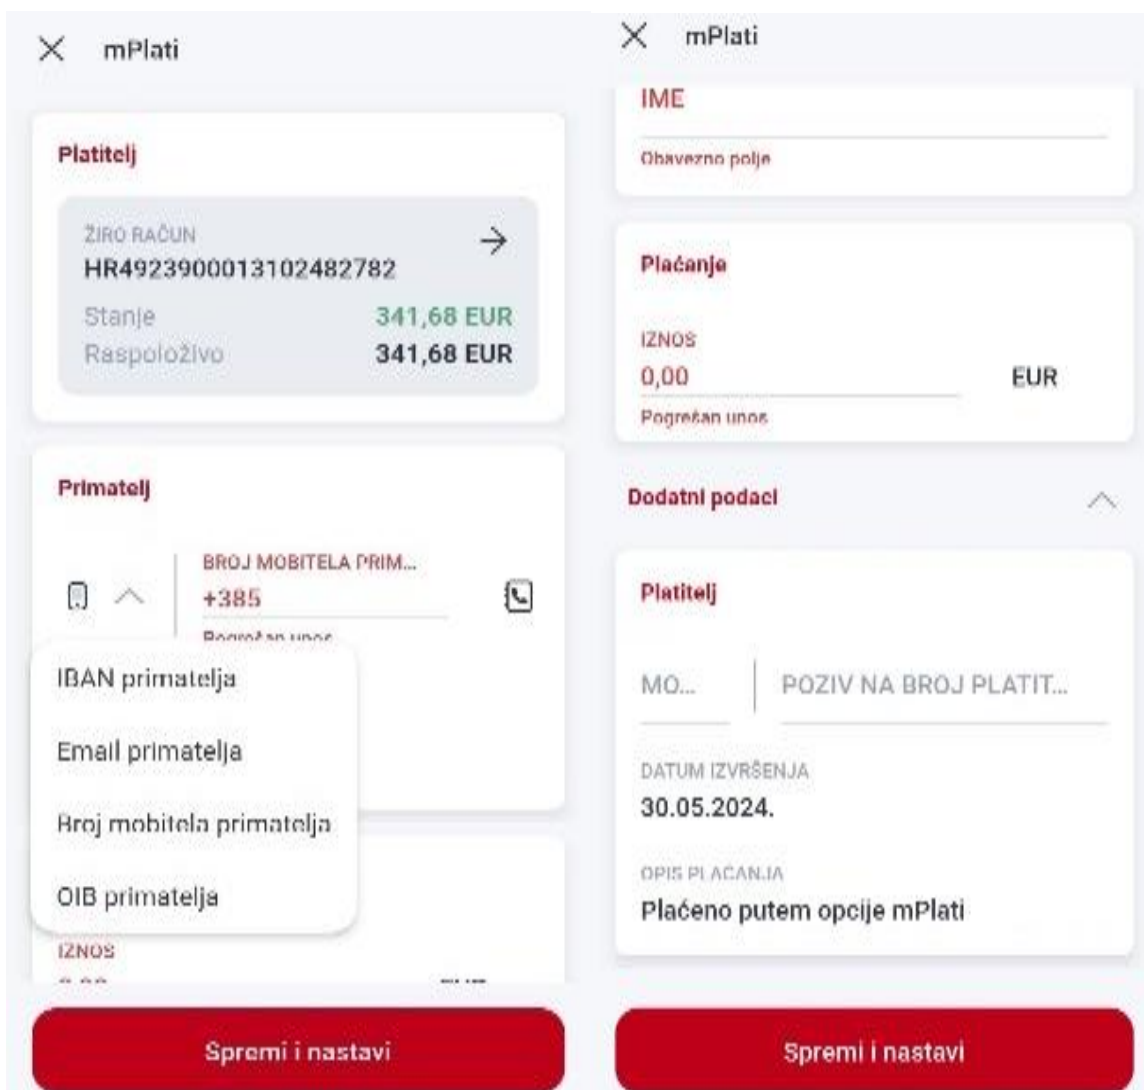 mPlati
Platitelj
ŽIRO RAČUN
HR4923900013102482782
Stanje 341,68 EUR
Raspoloživo 341,68 EUR
Primatelj
BROJ MOBITELA PRIM...
+385
Pogrešan unos
IBAN primatelja
Email primatelja
Broj mobitela primatelja
OIB primatelja
IZNOS
Spremi i nastavi
mPlati
IME
Obavezno polje
Plaćanje
IZNOS
0,00 EUR
Pogrešan unos
Dodatni podaci
Platitelj
MO... POZIV NA BROJ PLATIT...
DATUM IZVRŠENJA
30.05.2024.
OPIS PLAĆANJA
Plaćeno putem opcije mPlati
Spremi i nastavi